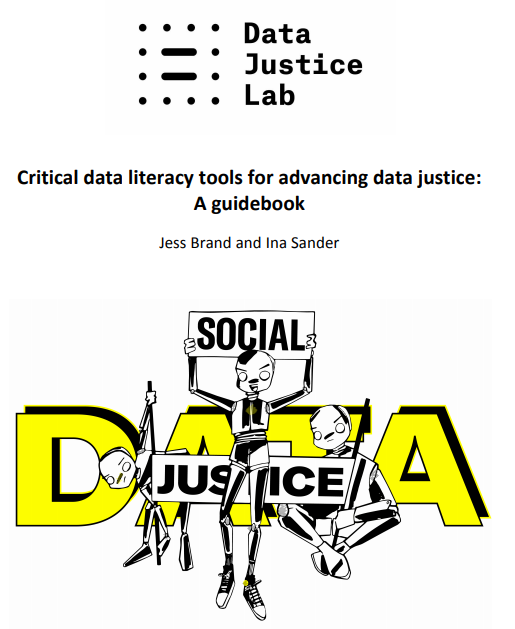 Data
Justice
Lab
Critical data literacy tools for advancing data justice:
A guidebook
Jess Brand and Ina Sander
SOCIAL
DATA
JUSTICE